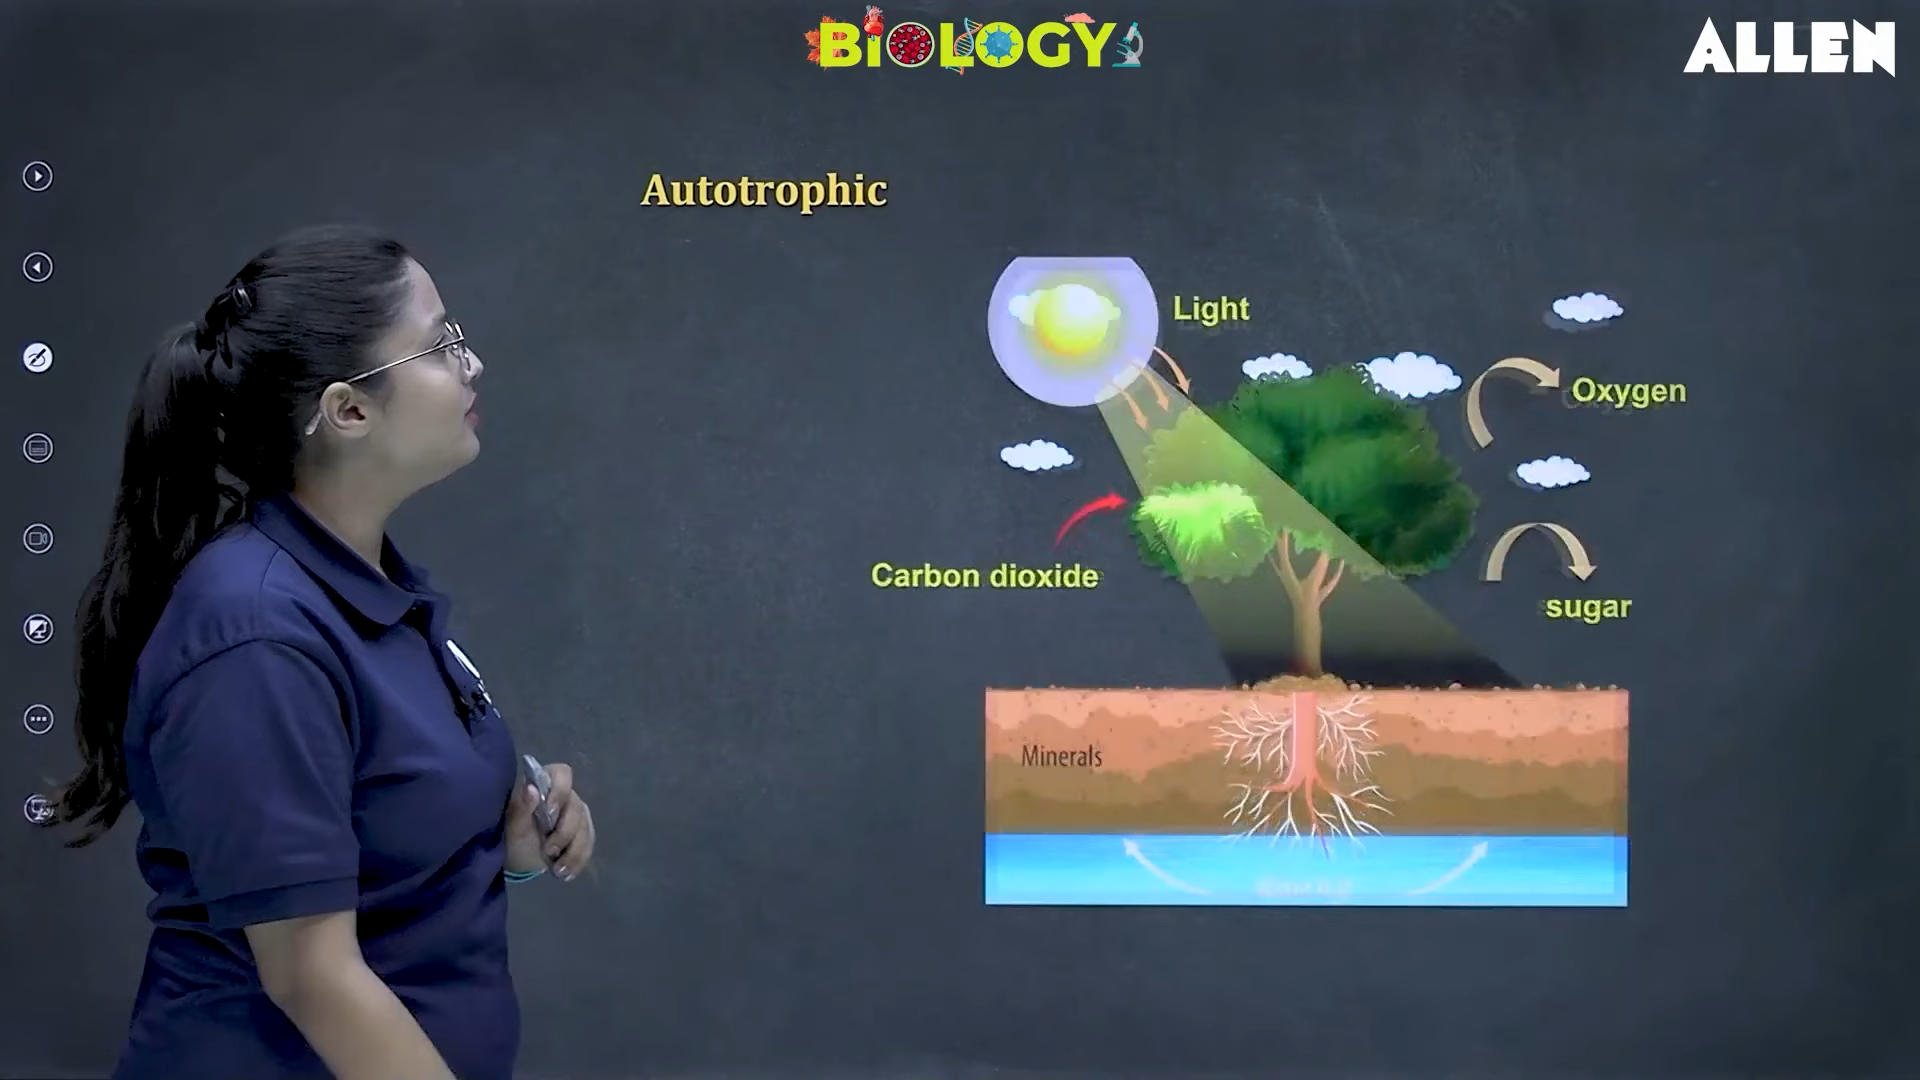 BIOLOGY
ALLEN
Autotrophic
Light
Oxygen
Carbon dioxide
sugar
Minerals